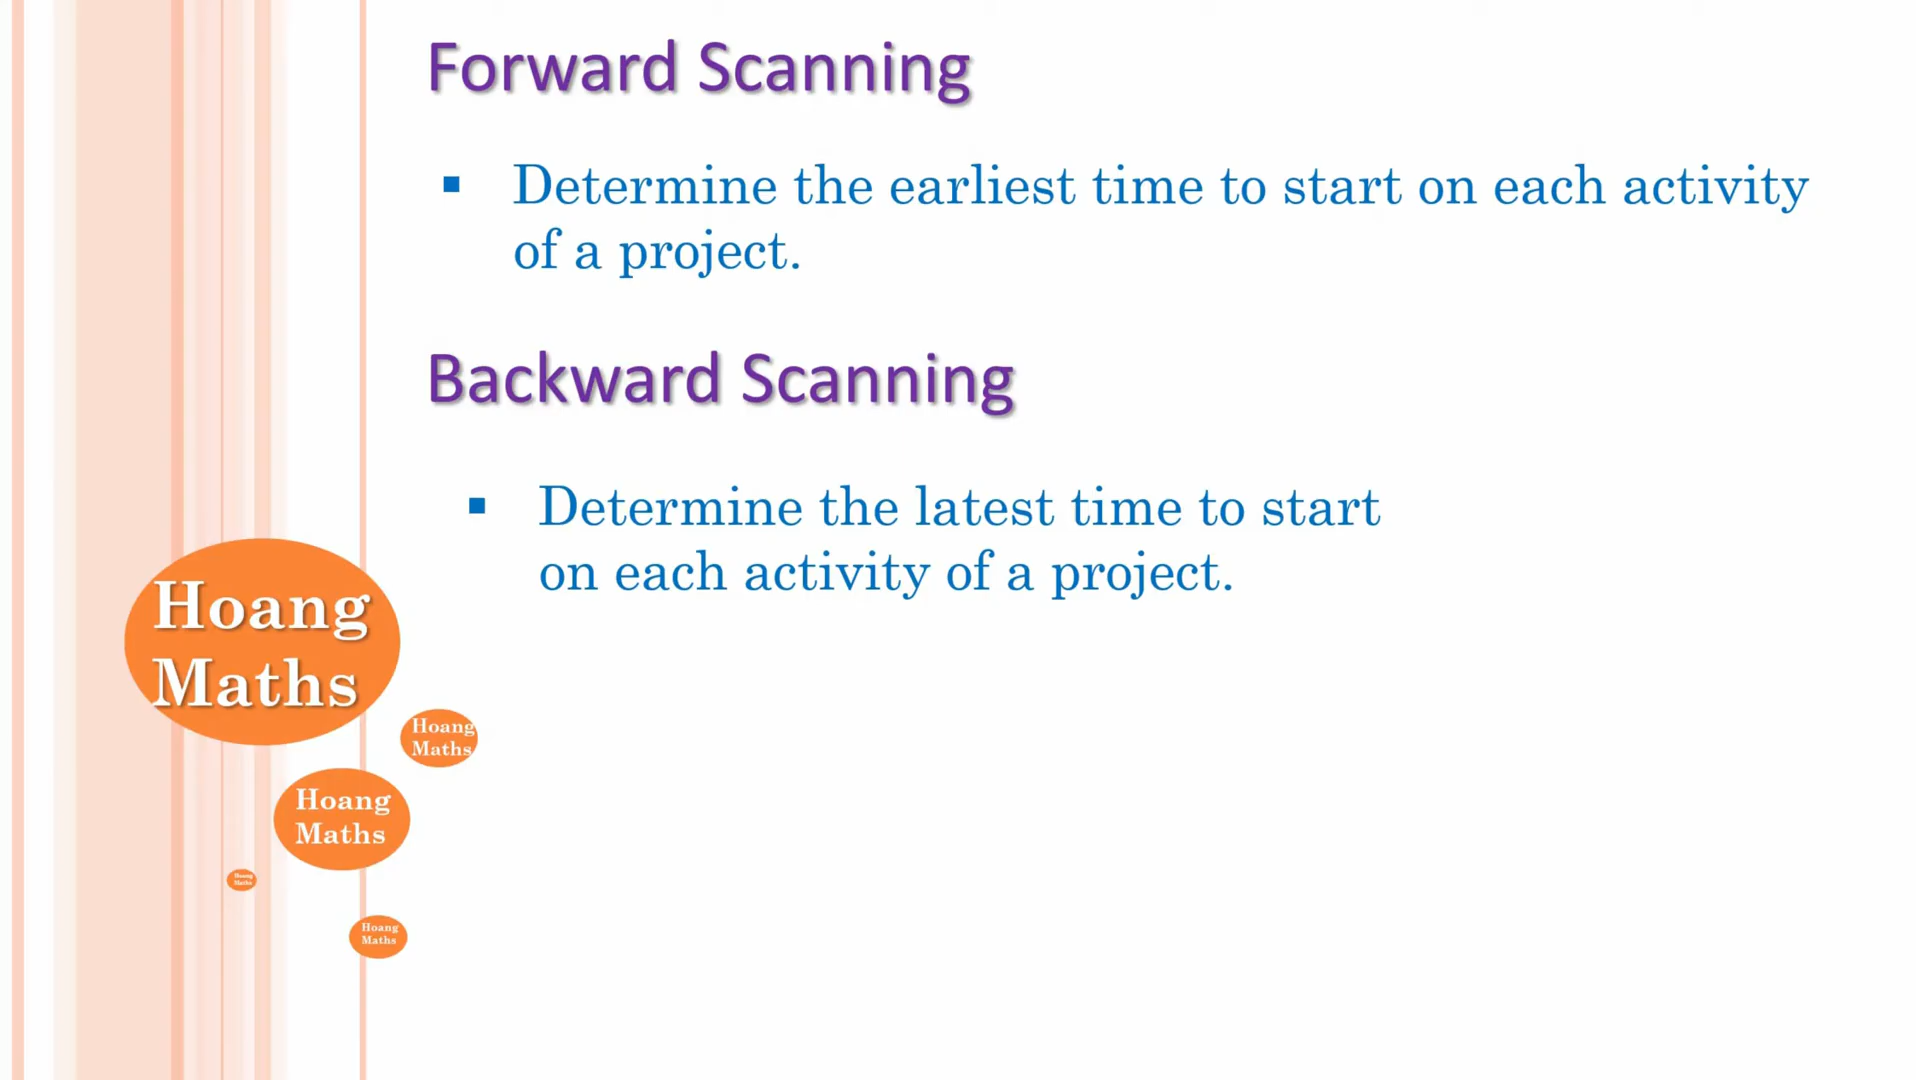 Forward Scanning
▪ Determine the earliest time to start on each activity
of a project.
Backward Scanning
▪ Determine the latest time to start
on each activity of a project.
Hoang
Maths
Hoang
Maths
Hoang
Maths
Hoang
Maths
Hoang
Maths